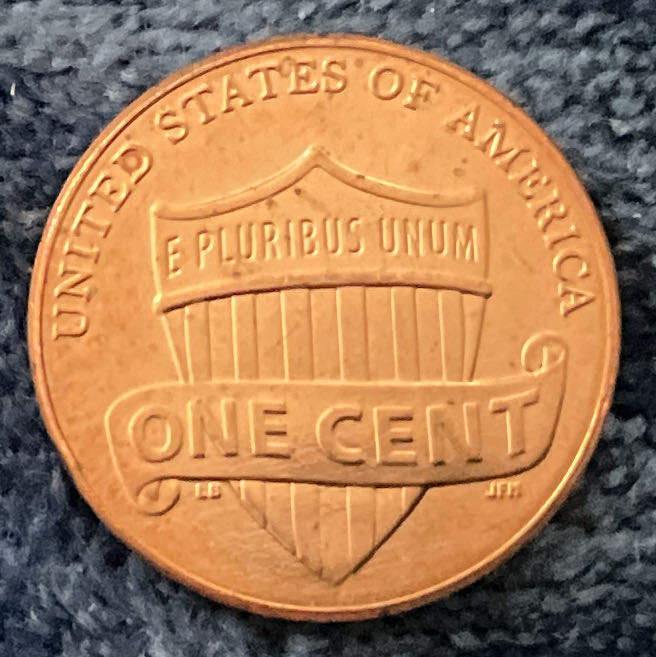 UNITED STATES OF AMERICA
E PLURIBUS UNUM
ONE CENT
LB
JFM